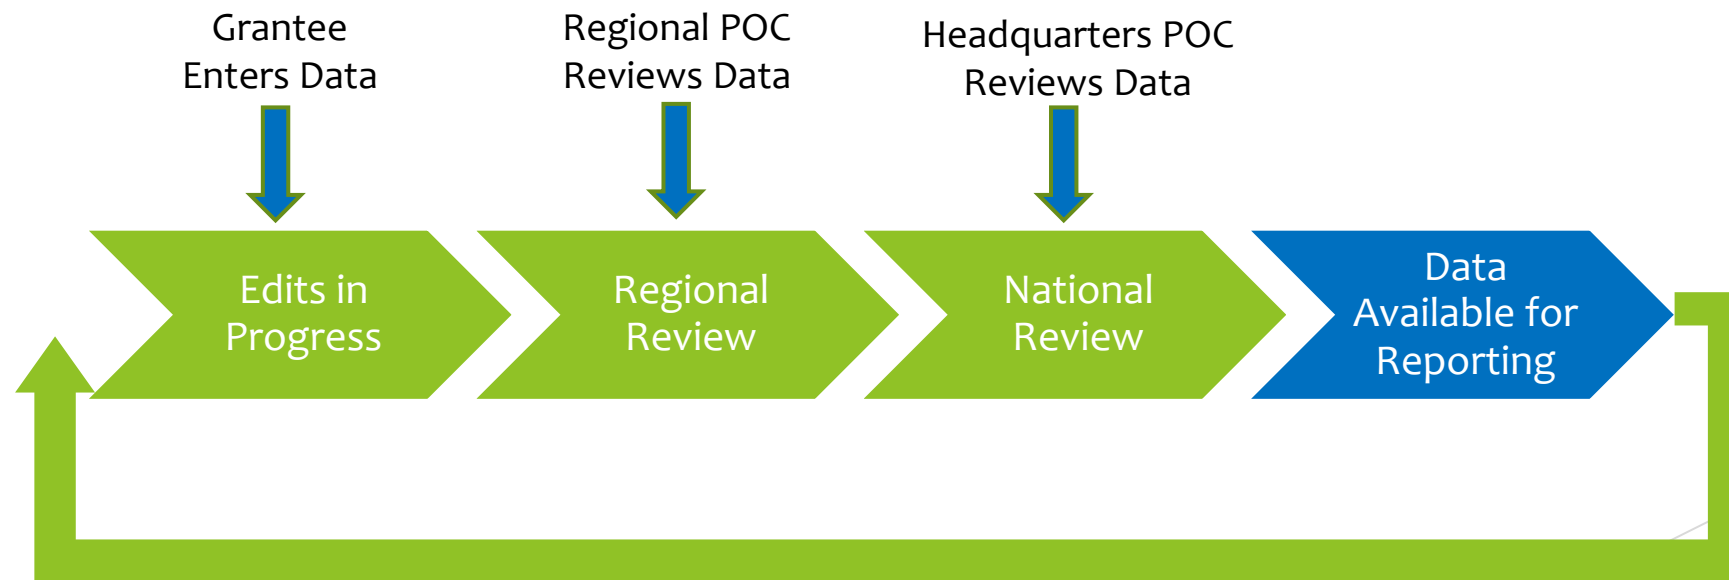 Grantee
Enters Data
Regional POC
Reviews Data
Headquarters POC
Reviews Data
Edits in
Progress
Regional
Review
National
Review
Data
Available for
Reporting